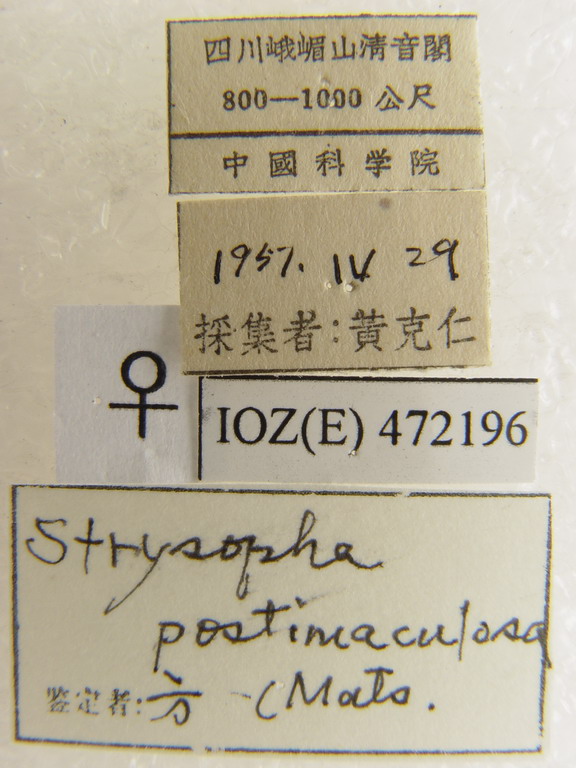 四川峨嵋山清音閣
800—1000 公尺
中國科学院
1957. IV 29
採集者:黃克仁
♀
IOZ(E) 472196
Strysopha
postimaculosa
鉴定者:方 (Mats.